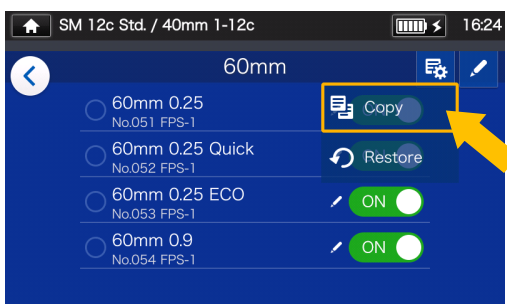 SM 12c Std. / 40mm 1-12c
16:24
60mm
60mm 0.25
No.051 FPS-1
Copy
60mm 0.25 Quick
No.052 FPS-1
Restore
60mm 0.25 ECO
No.053 FPS-1
ON
60mm 0.9
No.054 FPS-1
ON